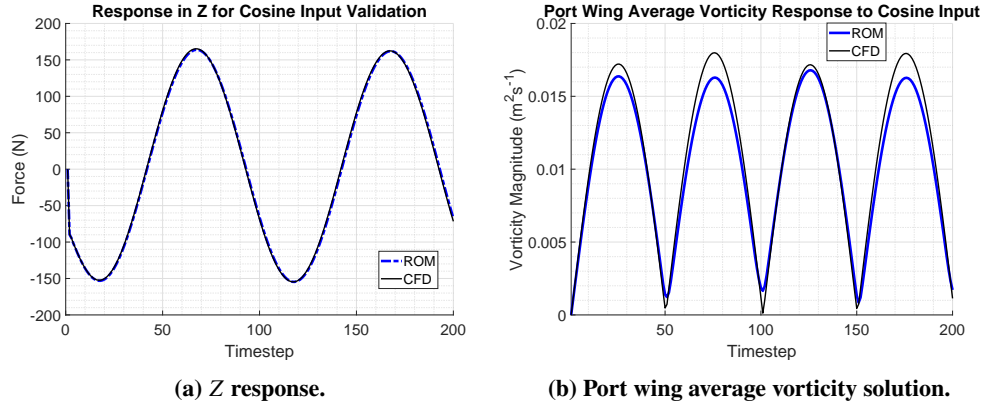 Response in Z for Cosine Input Validation
200
150
100
50
0
-50
-100
-150
-200
Force (N)
0
50
100
150
200
Timestep
ROM
CFD
(a) Z response.
Port Wing Average Vorticity Response to Cosine Input
0.02
0.015
0.01
0.005
0
Vorticity Magnitude (m²s⁻¹)
50
100
150
200
Timestep
ROM
CFD
(b) Port wing average vorticity solution.